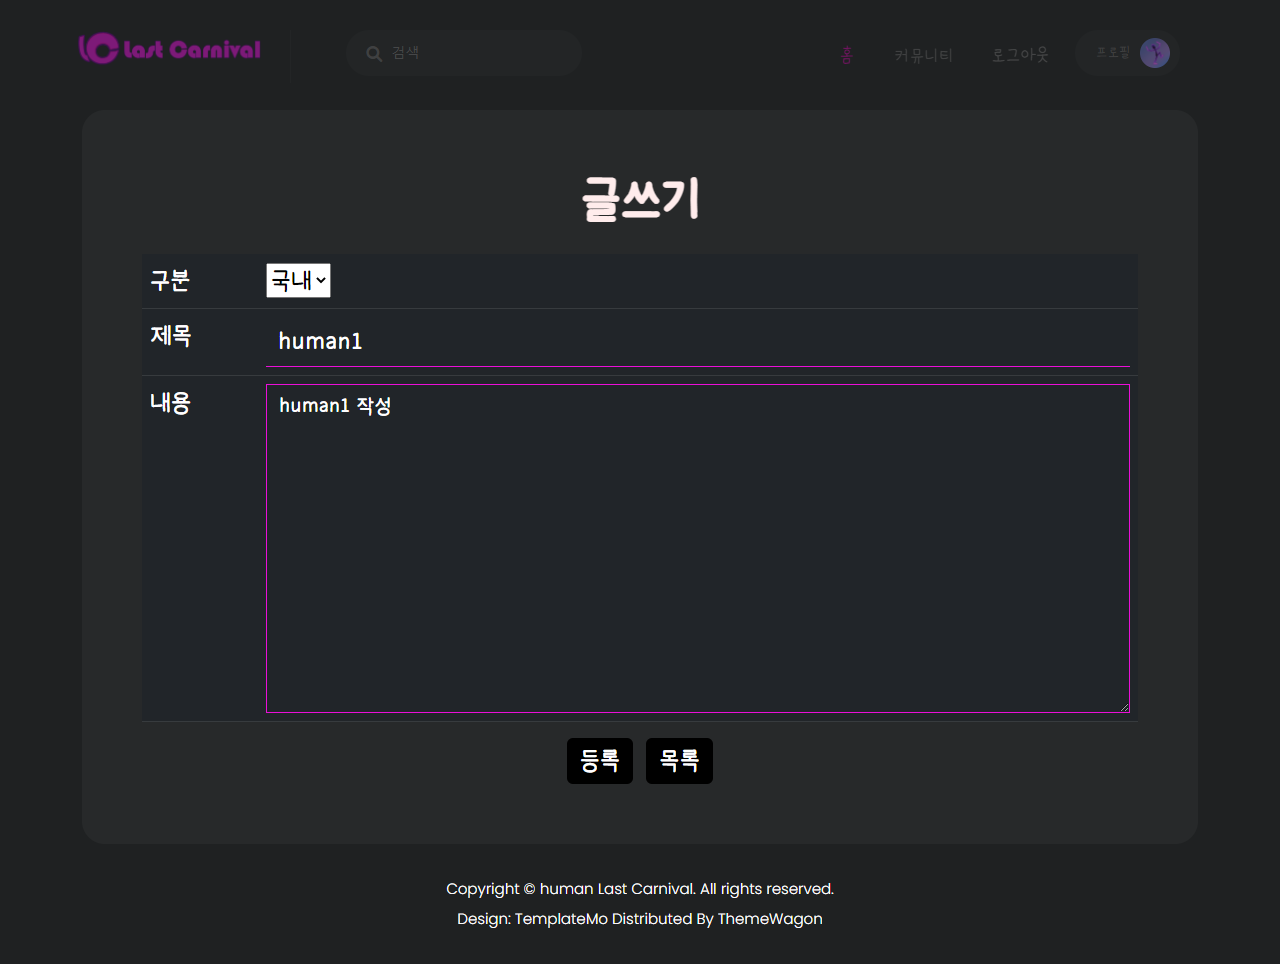 Last Carnival 검색 홈 커뮤니티 로그아웃 프로필
글쓰기
구분 국내
제목 human1
내용 human1 작성
등록 목록
Copyright © human Last Carnival. All rights reserved.
Design: TemplateMo Distributed By ThemeWagon